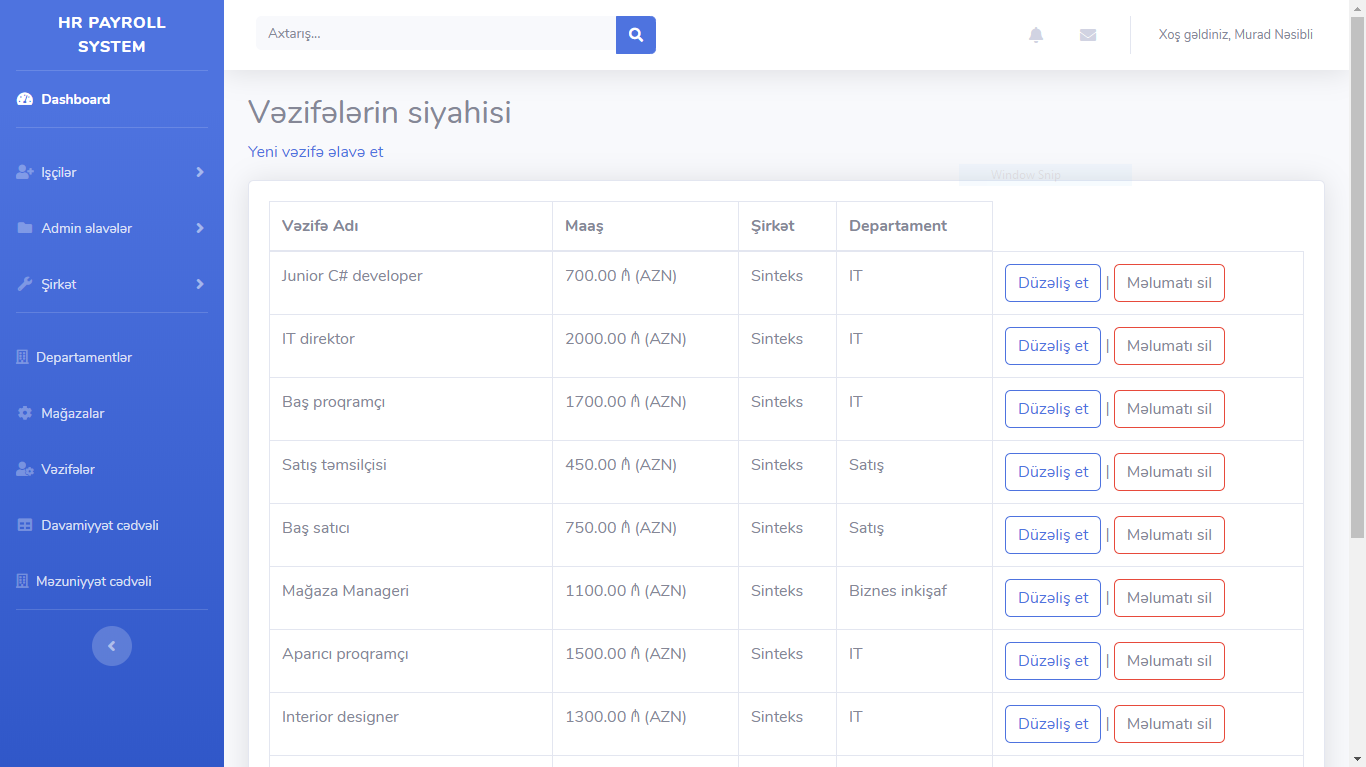 HR PAYROLL
SYSTEM
Axtarış...
Xoş gəldiniz, Murad Nəsibli
Dashboard
Işçilər
Admin əlavələr
Şirkət
Departamentlər
Mağazalar
Vəzifələr
Davamiyyət cədvəli
Məzuniyyət cədvəli
Vəzifələrin siyahisi
Yeni vəzifə əlavə et
Window Snip
Vəzifə Adı Maaş Şirkət Departament
Junior C# developer 700.00 ₼ (AZN) Sinteks IT Düzəliş et | Məlumatı sil
IT direktor 2000.00 ₼ (AZN) Sinteks IT Düzəliş et | Məlumatı sil
Baş proqramçı 1700.00 ₼ (AZN) Sinteks IT Düzəliş et | Məlumatı sil
Satış təmsilçisi 450.00 ₼ (AZN) Sinteks Satış Düzəliş et | Məlumatı sil
Baş satıcı 750.00 ₼ (AZN) Sinteks Satış Düzəliş et | Məlumatı sil
Mağaza Manageri 1100.00 ₼ (AZN) Sinteks Biznes inkişaf Düzəliş et | Məlumatı sil
Aparıcı proqramçı 1500.00 ₼ (AZN) Sinteks IT Düzəliş et | Məlumatı sil
Interior designer 1300.00 ₼ (AZN) Sinteks IT Düzəliş et | Məlumatı sil